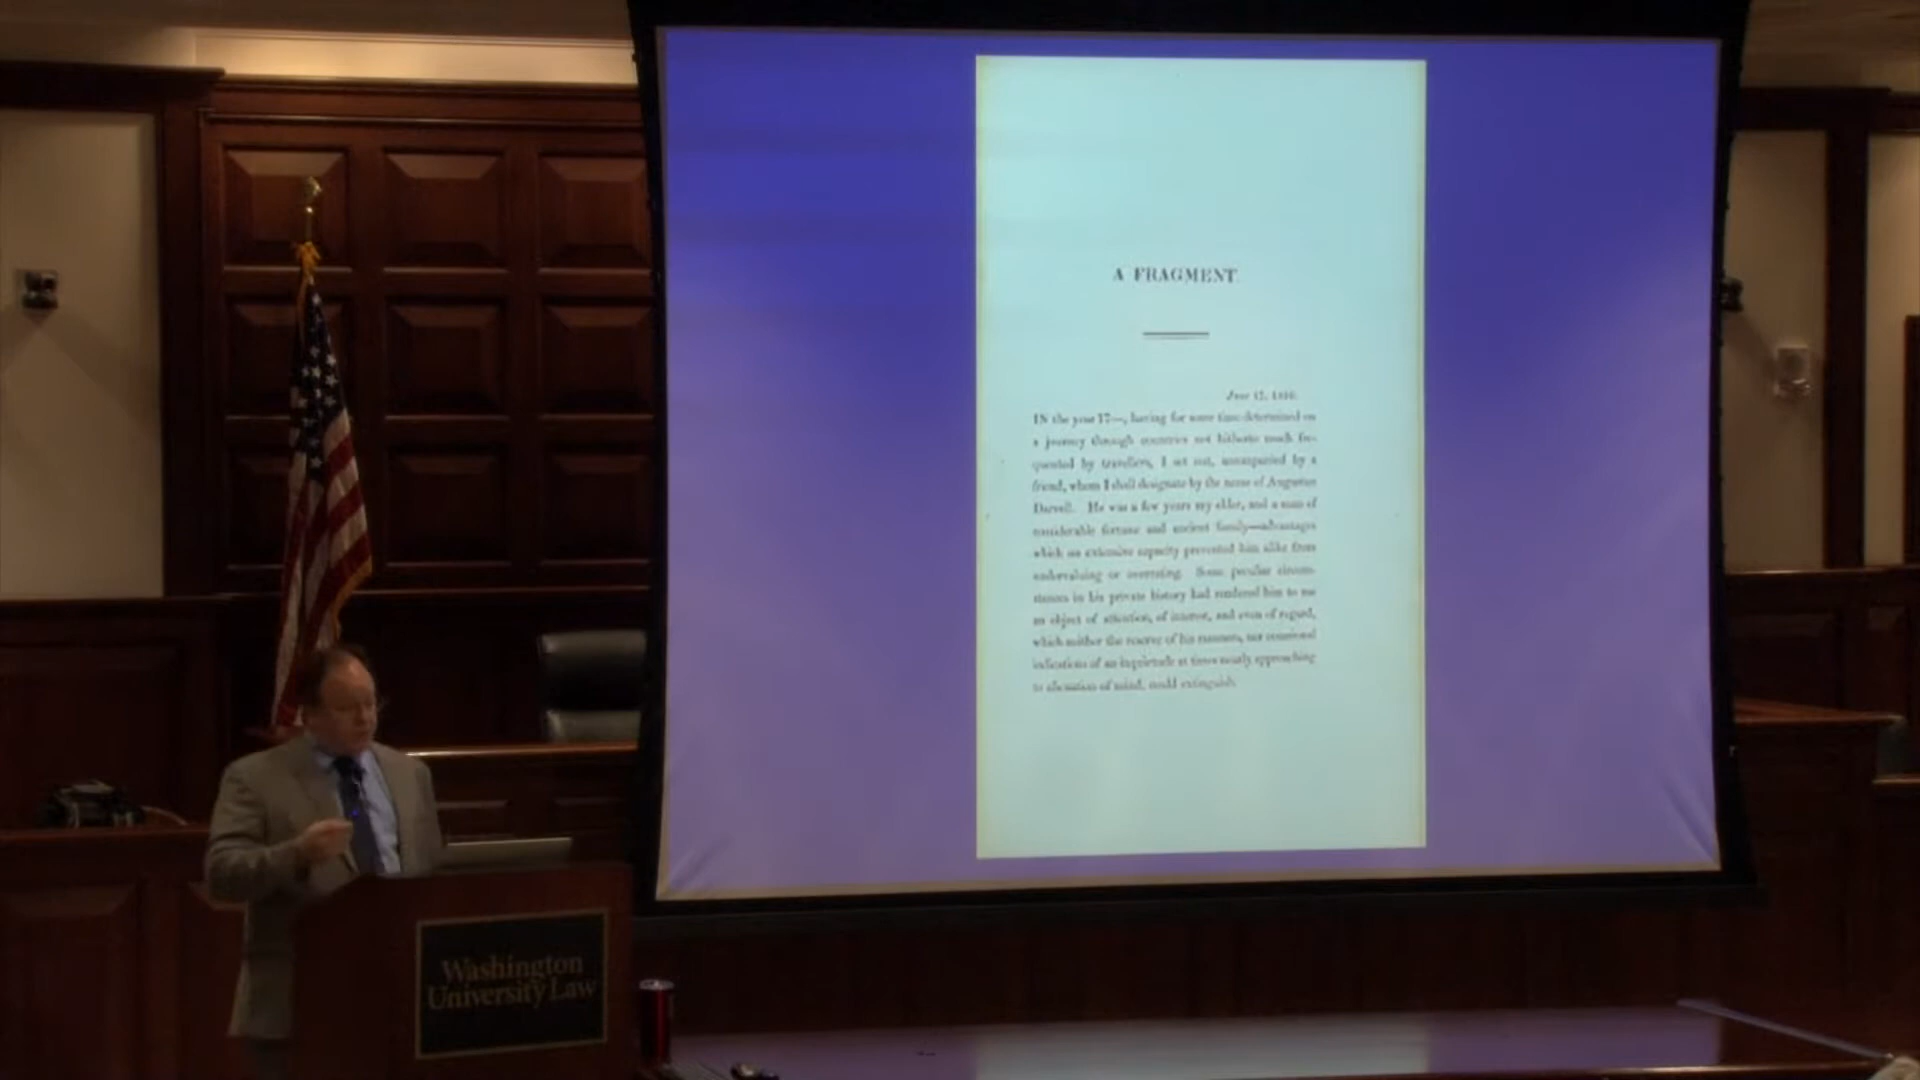 A FRAGMENT.
June 17, 1816.
IN the year 17—, having for some time determined on
a journey through countries not hitherto much fre-
quented by travellers, I set out, accompanied by a
friend, whom I shall designate by the name of Augustus
Darvell. He was a few years my elder, and a man of
considerable fortune and ancient family—advantages
which an extensive capacity prevented him alike from
undervaluing or overrating. Some peculiar circum-
stances in his private history had rendered him to me
an object of attention, of interest, and even of regard,
which neither the reserve of his manners, nor occasional
indications of an inquietude at times nearly approaching
to alienation of mind, could extinguish.
Washington
University Law